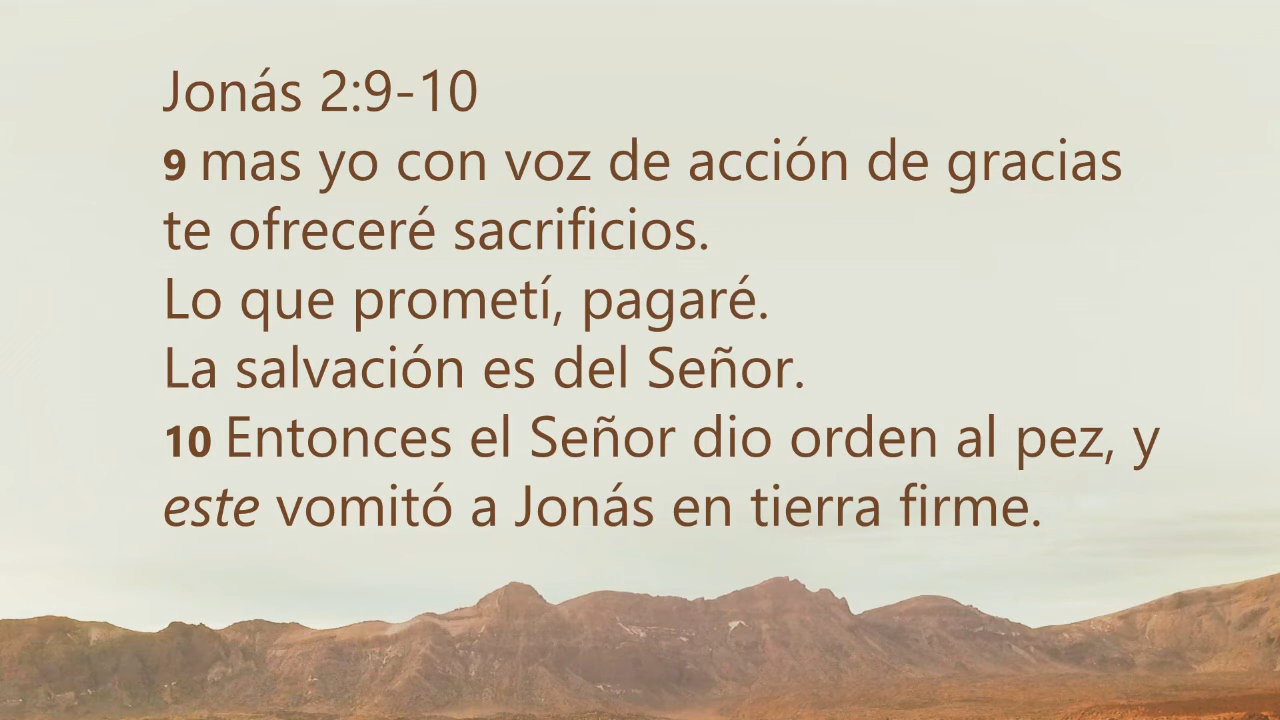 Jonás 2:9-10
9 mas yo con voz de acción de gracias
te ofreceré sacrificios.
Lo que prometí, pagaré.
La salvación es del Señor.
10 Entonces el Señor dio orden al pez, y
este vomitó a Jonás en tierra firme.